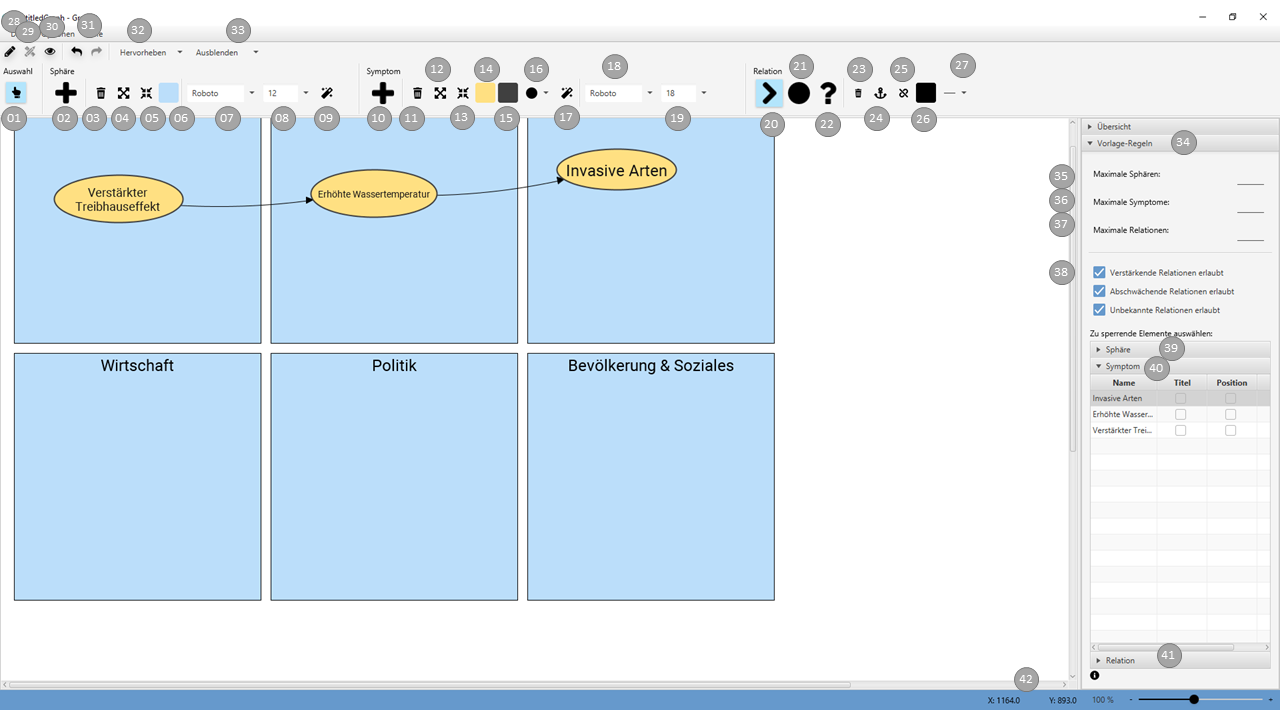 28
29
30
31
32
33
Hervorheben
Ausblenden
Auswahl
Sphäre
Symptom
Relation
12
14
16
18
21
23
25
27
Roboto
12
Roboto
18
01
02
03
04
05
06
07
08
09
10
11
13
15
17
19
20
22
24
26
Verstärkter
Treibhauseffekt
Erhöhte Wassertemperatur
Invasive Arten
Wirtschaft
Politik
Bevölkerung & Soziales
Übersicht
Vorlage-Regeln
34
35
Maximale Sphären:
36
Maximale Symptome:
37
Maximale Relationen:
38
Verstärkende Relationen erlaubt
Abschwächende Relationen erlaubt
Unbekannte Relationen erlaubt
Zu sperrende Elemente auswählen:
Sphäre
39
Symptom
40
Name Titel Position
Invasive Arten
Erhöhte Wasser...
Verstärkter Trei...
Relation
41
42
X: 1164.0 Y: 893.0 100 % - +